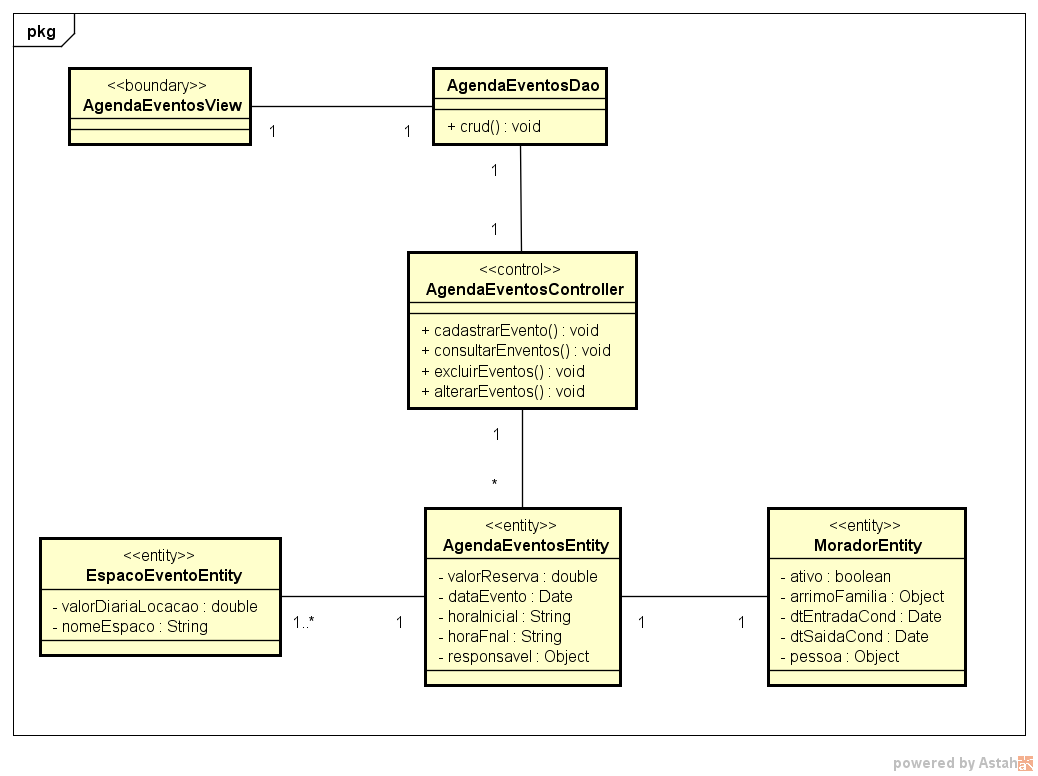 pkg
<<boundary>>
AgendaEventosView
1
1
AgendaEventosDao
+ crud() : void
1
1
<<control>>
AgendaEventosController
+ cadastrarEvento() : void
+ consultarEnventos() : void
+ excluirEventos() : void
+ alterarEventos() : void
1
*
<<entity>>
EspacoEventoEntity
- valorDiariaLocacao : double
- nomeEspaco : String
1..*
1
<<entity>>
AgendaEventosEntity
- valorReserva : double
- dataEvento : Date
- horaInicial : String
- horaFnal : String
- responsavel : Object
1
1
<<entity>>
MoradorEntity
- ativo : boolean
- arrimoFamilia : Object
- dtEntradaCond : Date
- dtSaidaCond : Date
- pessoa : Object
powered by Astah